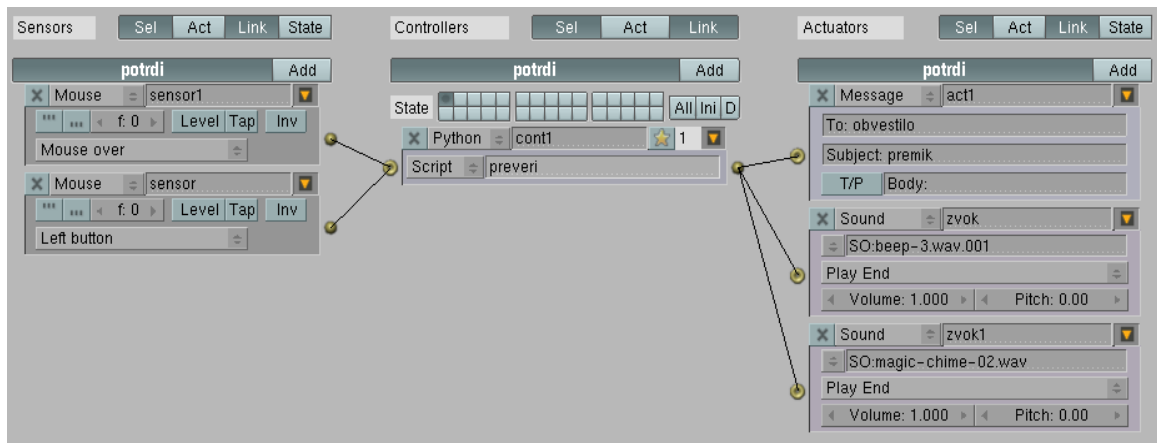 Sensors Sel Act Link State
potrdi Add
Mouse sensor1
f: 0 Level Tap Inv
Mouse over
Mouse sensor
f: 0 Level Tap Inv
Left button
Controllers Sel Act Link
potrdi Add
State All Ini D
Python cont1 1
Script preveri
Actuators Sel Act Link State
potrdi Add
Message act1
To: obvestilo
Subject: premik
T/P Body:
Sound zvok
SO:beep-3.wav.001
Play End
Volume: 1.000 Pitch: 0.00
Sound zvok1
SO:magic-chime-02.wav
Play End
Volume: 1.000 Pitch: 0.00